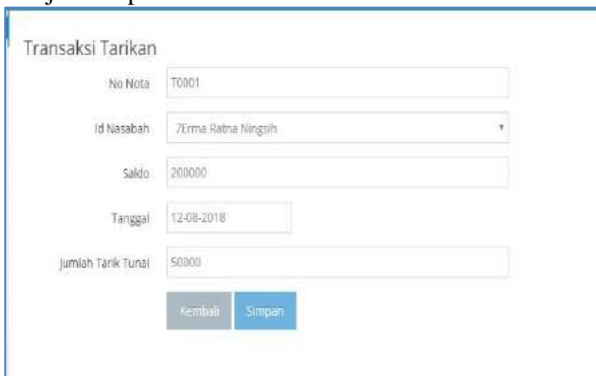 Transaksi Tarikan
No Nota T0001
Id Nasabah 7Erma Ratna Ningsih
Saldo 200000
Tanggal 12-08-2018
Jumlah Tarik Tunai 50000
Kembali Simpan